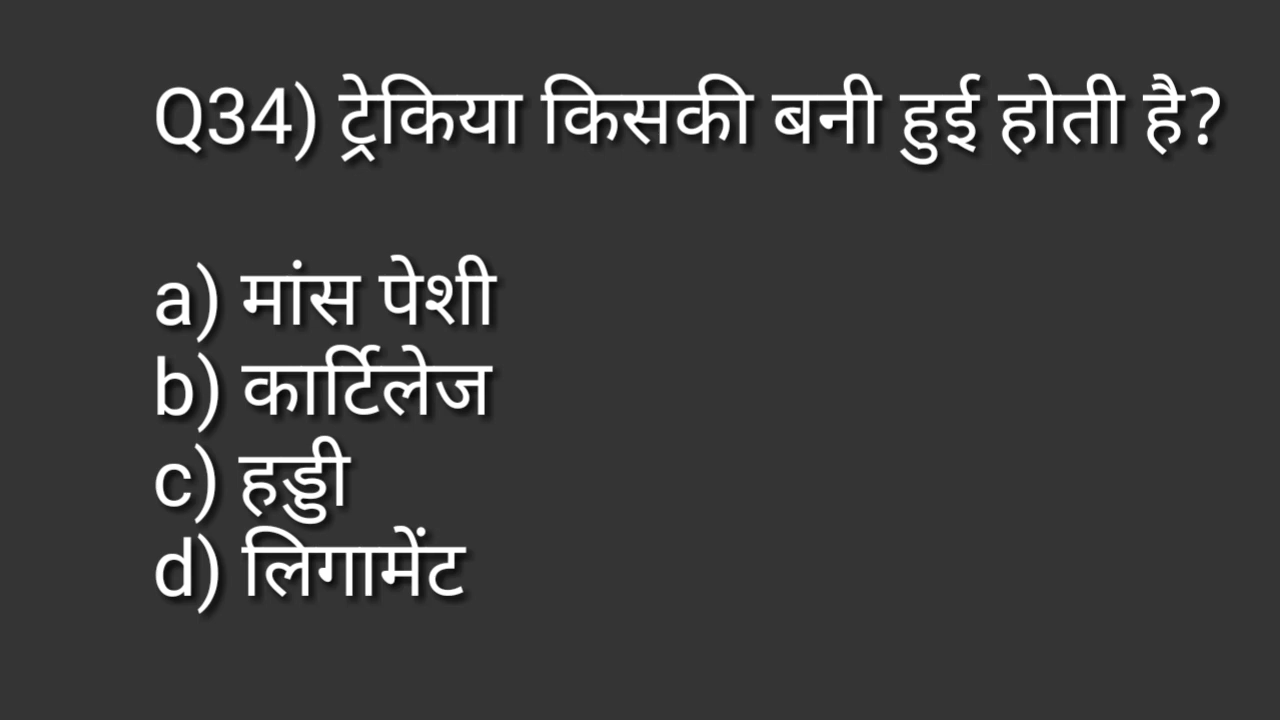 Q34) ट्रेकिया किसकी बनी हुई होती है?
a) मांस पेशी
b) कार्टिलेज
c) हड्डी
d) लिगामेंट